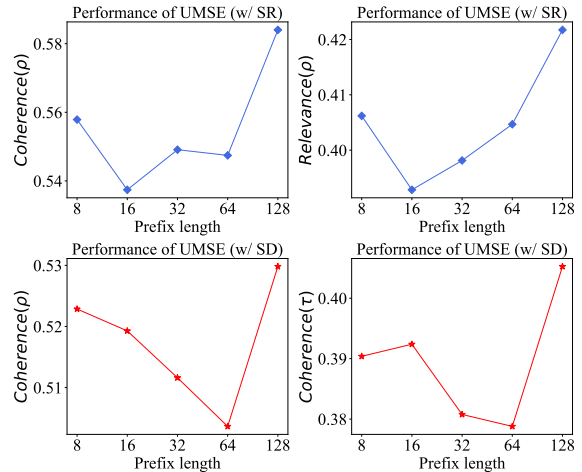 Performance of UMSE (w/ SR)
Coherence(ρ)
0.58
0.56
0.54
8 16 32 64 128
Prefix length
Performance of UMSE (w/ SR)
Relevance(ρ)
0.42
0.41
0.40
8 16 32 64 128
Prefix length
Performance of UMSE (w/ SD)
Coherence(ρ)
0.53
0.52
0.51
8 16 32 64 128
Prefix length
Performance of UMSE (w/ SD)
Coherence(τ)
0.40
0.39
0.38
8 16 32 64 128
Prefix length